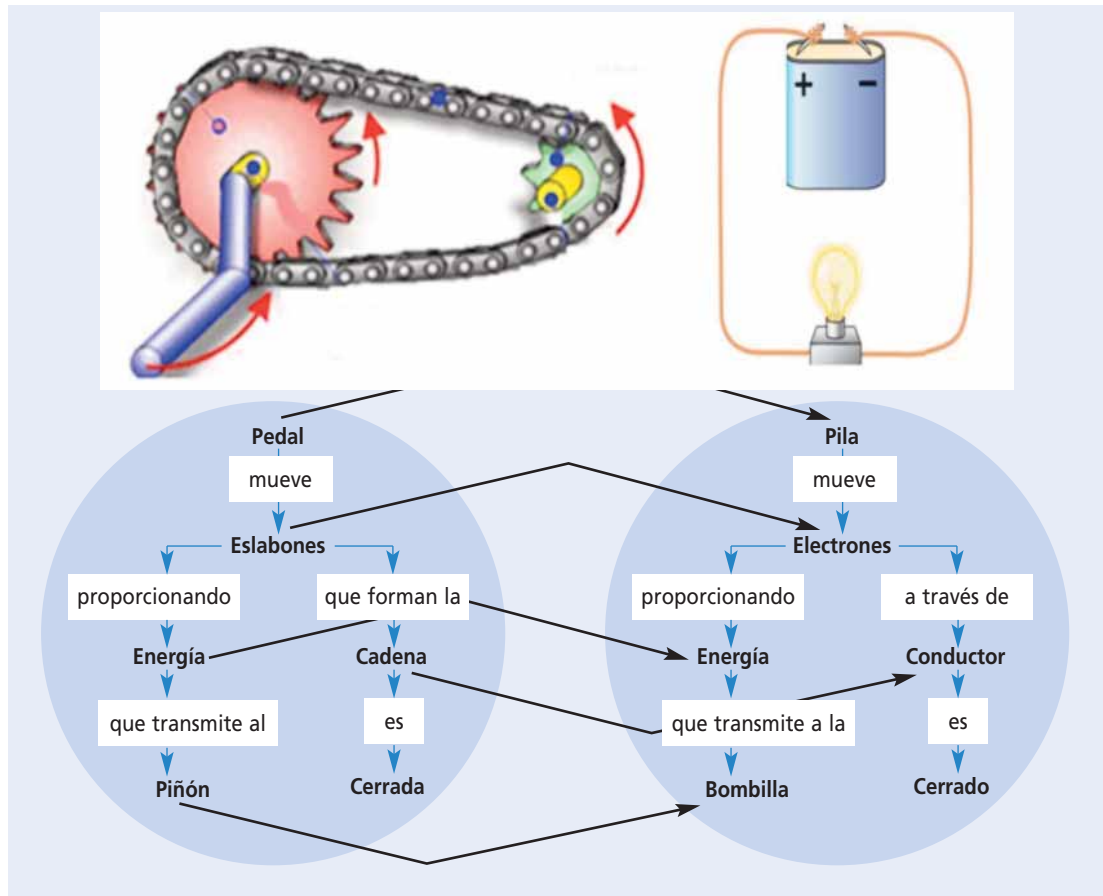 + −
Pedal
mueve
Eslabones
proporcionando
que forman la
Energía
Cadena
que transmite al
es
Piñón
Cerrada
Pila
mueve
Electrones
proporcionando
a través de
Energía
Conductor
que transmite a la
es
Bombilla
Cerrado